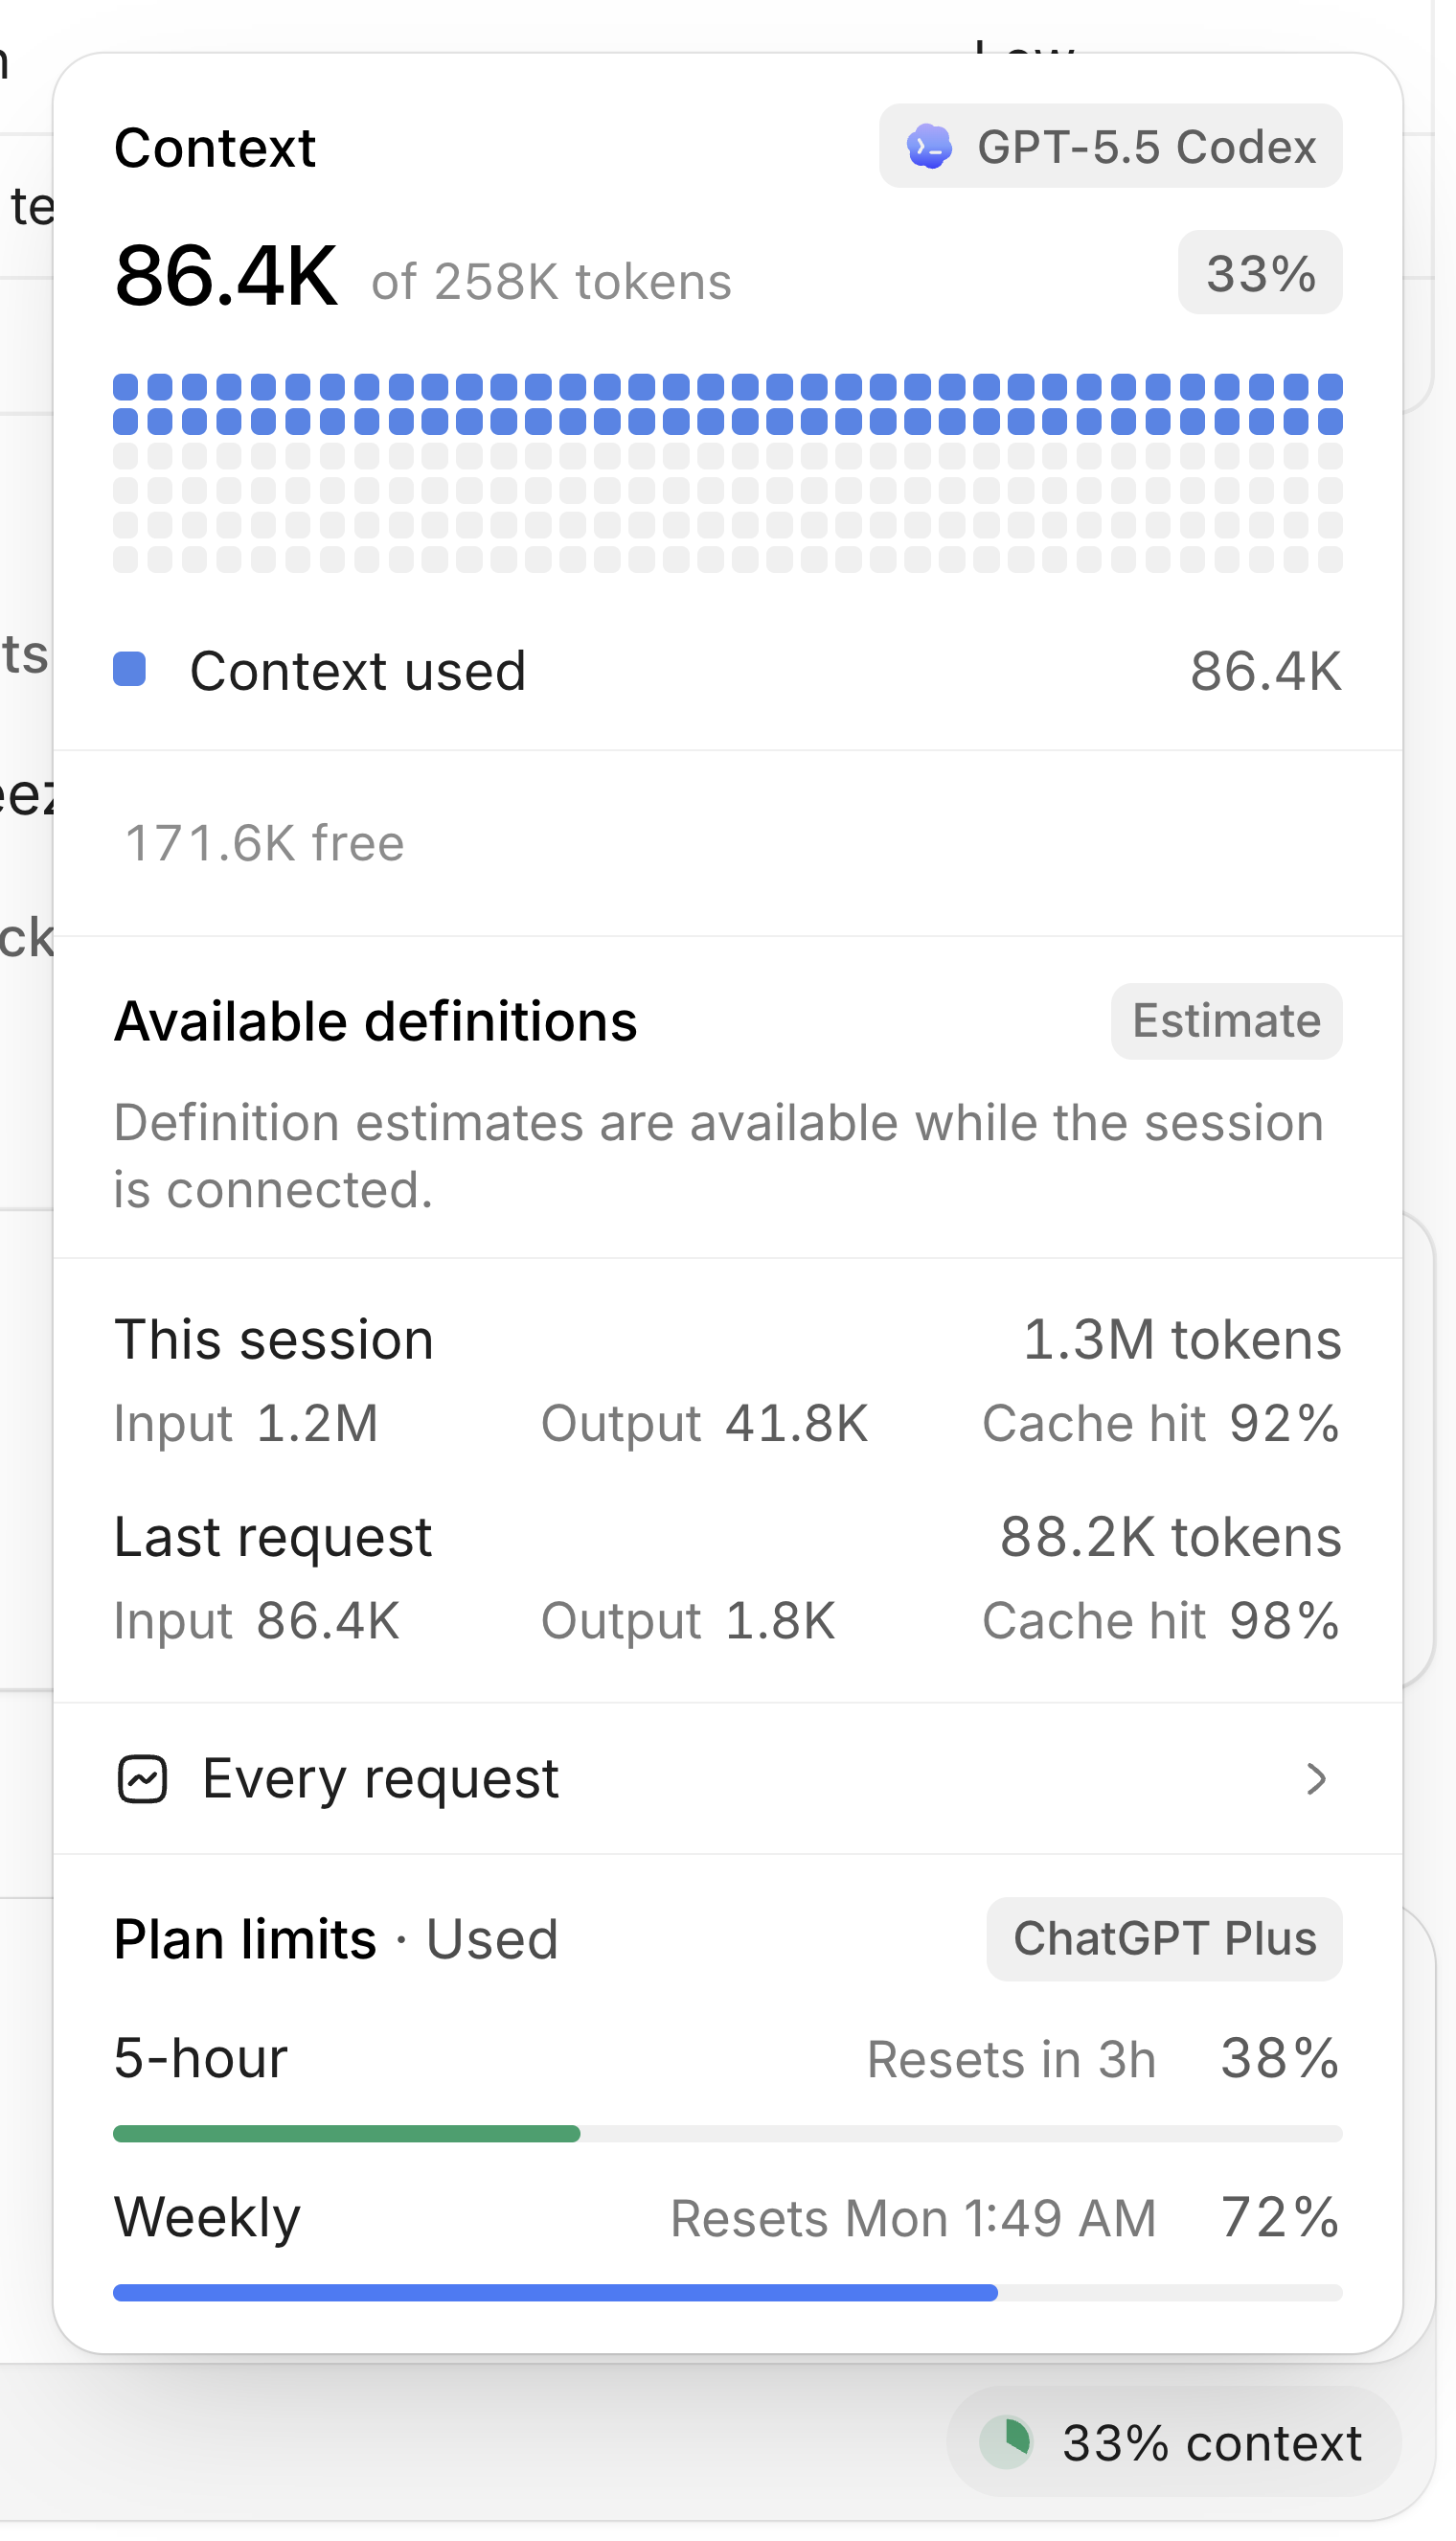 Context
GPT-5.5 Codex
86.4K of 258K tokens
33%
Context used
86.4K
171.6K free
Available definitions
Estimate
Definition estimates are available while the session
is connected.
This session
1.3M tokens
Input 1.2M
Output 41.8K
Cache hit 92%
Last request
88.2K tokens
Input 86.4K
Output 1.8K
Cache hit 98%
Every request
Plan limits · Used
ChatGPT Plus
5-hour
Resets in 3h
38%
Weekly
Resets Mon 1:49 AM
72%
33% context